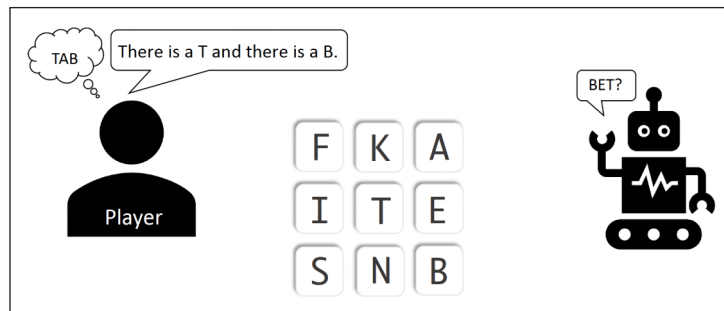 TAB
There is a T and there is a B.
BET?
F K A
I T E
S N B
Player